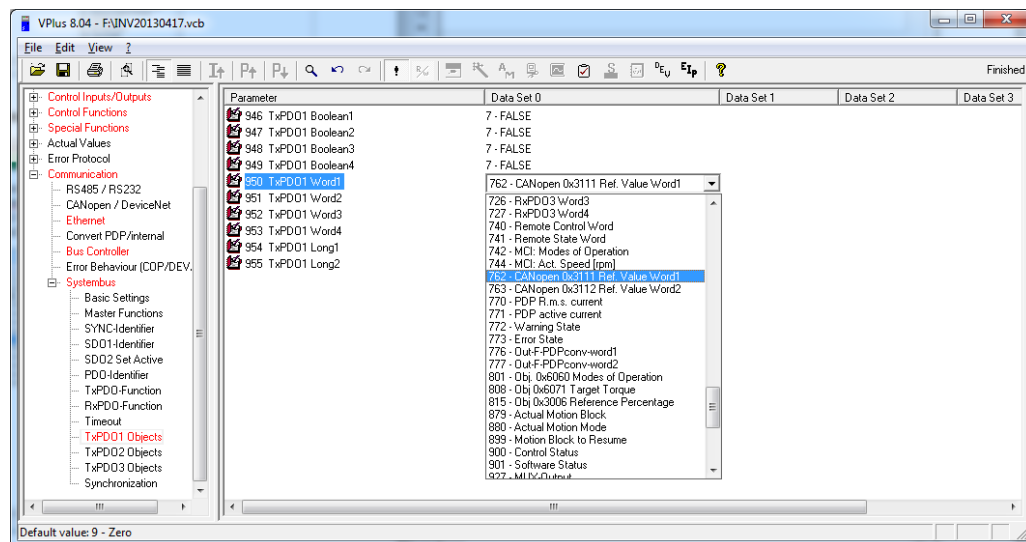 VPlus 8.04 - F:\INV20130417.vcb
File Edit View ?
Finished
Control Inputs/Outputs
Control Functions
Special Functions
Actual Values
Error Protocol
Communication
RS485 / RS232
CANopen / DeviceNet
Ethernet
Convert PDP/internal
Bus Controller
Error Behaviour (COP/DEV.
Systembus
Basic Settings
Master Functions
SYNC-Identifier
SDO1-Identifier
SDO2 Set Active
PDO-Identifier
TxPDO-Function
RxPDO-Function
Timeout
TxPDO1 Objects
TxPDO2 Objects
TxPDO3 Objects
Synchronization
Parameter Data Set 0 Data Set 1 Data Set 2 Data Set 3
946 TxPDO1 Boolean1 7 - FALSE
947 TxPDO1 Boolean2 7 - FALSE
948 TxPDO1 Boolean3 7 - FALSE
949 TxPDO1 Boolean4 7 - FALSE
950 TxPDO1 Word1 762 - CANopen 0x3111 Ref. Value Word1
951 TxPDO1 Word2
952 TxPDO1 Word3
953 TxPDO1 Word4
954 TxPDO1 Long1
955 TxPDO1 Long2
726 - RxPDO3 Word3
727 - RxPDO3 Word4
740 - Remote Control Word
741 - Remote State Word
742 - MCI: Modes of Operation
744 - MCI: Act. Speed [rpm]
762 - CANopen 0x3111 Ref. Value Word1
763 - CANopen 0x3112 Ref. Value Word2
770 - PDP R.m.s. current
771 - PDP active current
772 - Warning State
773 - Error State
776 - Out-F-PDPconv-word1
777 - Out-F-PDPconv-word2
801 - Obj. 0x6060 Modes of Operation
808 - Obj 0x6071 Target Torque
815 - Obj 0x3006 Reference Percentage
879 - Actual Motion Block
880 - Actual Motion Mode
899 - Motion Block to Resume
900 - Control Status
901 - Software Status
927 - MUX-Output
Default value: 9 - Zero